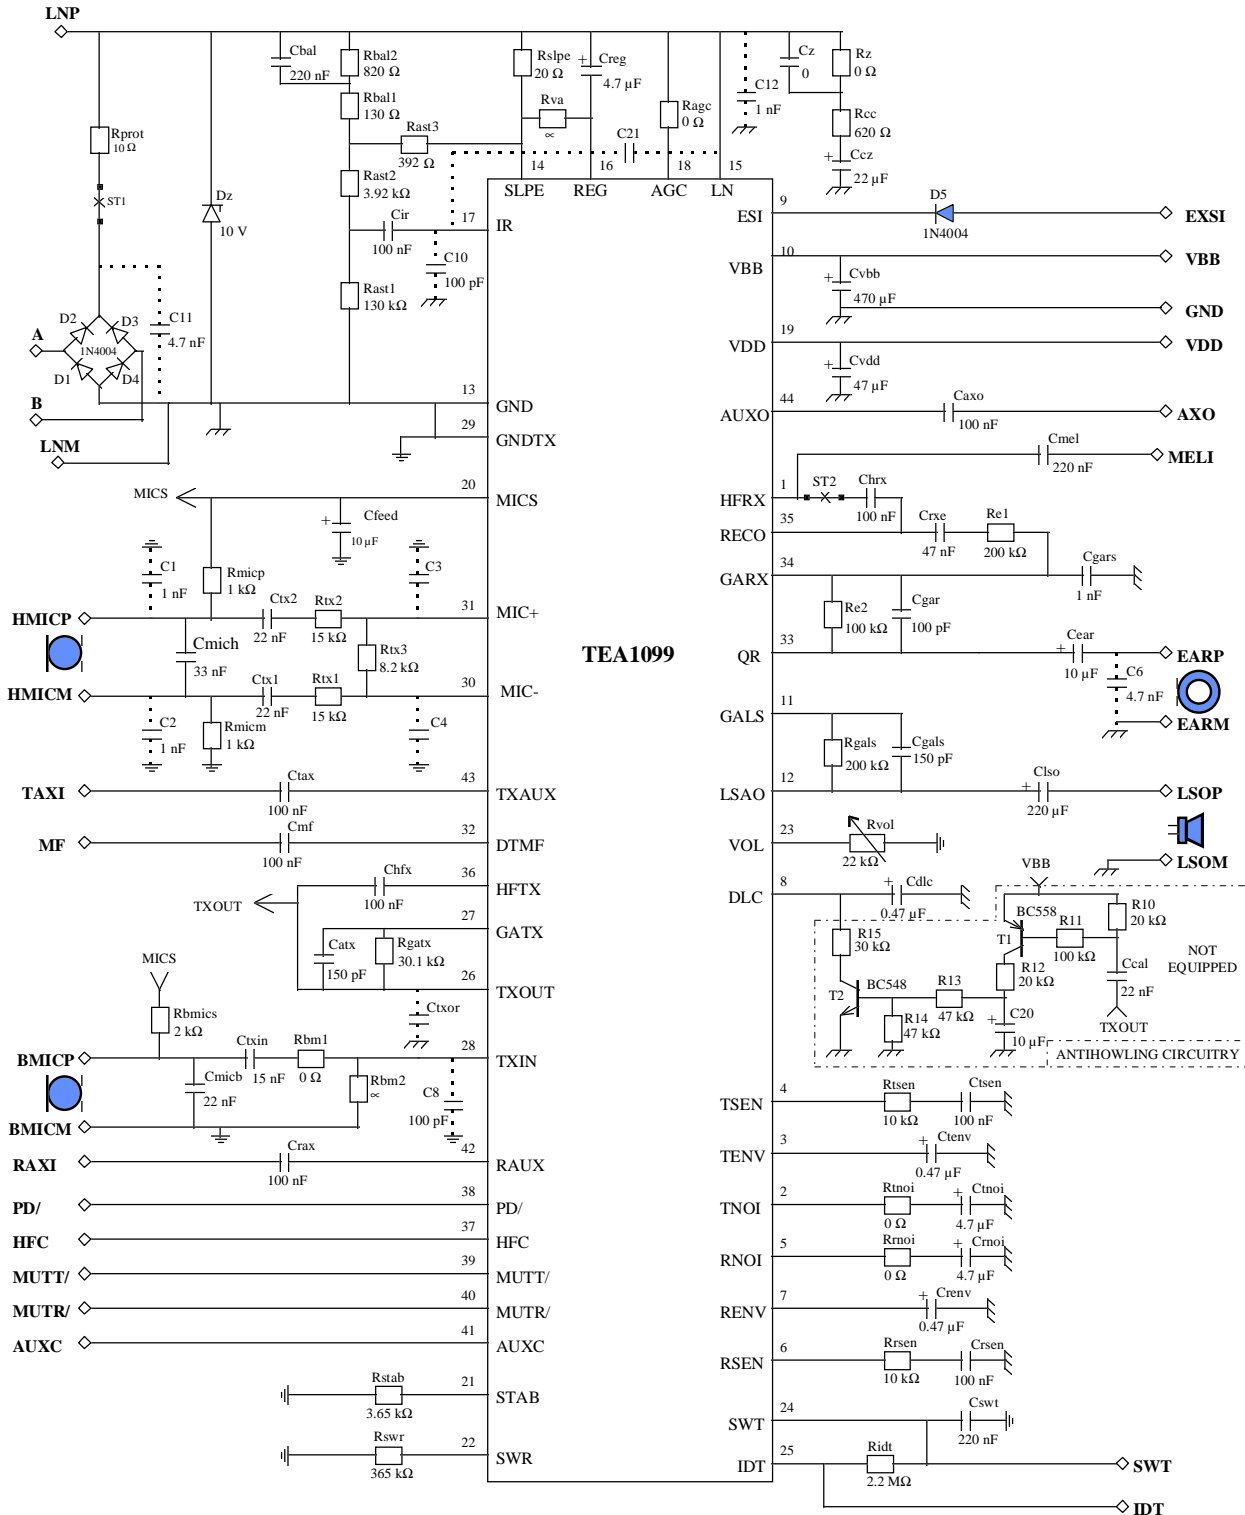 LNP
Rprot
10 Ω
ST1
Dz
10 V
Cbal
220 nF
Rbal2
820 Ω
Rbal1
130 Ω
Rast3
392 Ω
Rast2
3.92 kΩ
Cir
100 nF
Rast1
130 kΩ
C10
100 pF
Rslpe
20 Ω
Rva
∝
Creg
+
4.7 µF
C21
Ragc
0 Ω
C12
1 nF
Cz
0
Rz
0 Ω
Rcc
620 Ω
Ccz
+
22 µF
14
16
18
15
SLPE
REG
AGC
LN
17
IR
A
B
LNM
D2
D3
1N4004
D1
D4
C11
4.7 nF
13
GND
29
GNDTX
20
MICS
MICS
Cfeed
+
10 µF
C1
1 nF
Rmicp
1 kΩ
C3
31
MIC+
HMICP
Ctx2
22 nF
Rtx2
15 kΩ
Cmich
33 nF
Rtx3
8.2 kΩ
HMICM
Ctx1
22 nF
Rtx1
15 kΩ
30
MIC-
C2
1 nF
Rmicm
1 kΩ
C4
TAXI
Ctax
100 nF
43
TXAUX
MF
Cmf
100 nF
32
DTMF
Chfx
100 nF
36
HFTX
TXOUT
27
GATX
Catx
150 pF
Rgatx
30.1 kΩ
26
TXOUT
MICS
Rbmics
2 kΩ
Ctxor
BMICP
Ctxin
15 nF
Rbm1
0 Ω
28
TXIN
Cmicb
22 nF
Rbm2
∝
C8
100 pF
BMICM
RAXI
Crax
100 nF
42
RAUX
PD/
38
PD/
HFC
37
HFC
MUTT/
39
MUTT/
MUTR/
40
MUTR/
AUXC
41
AUXC
Rstab
3.65 kΩ
21
STAB
Rswr
365 kΩ
22
SWR
TEA1099
9
ESI
D5
1N4004
EXSI
10
VBB
VBB
Cvbb
+
470 µF
GND
19
VDD
VDD
Cvdd
+
47 µF
44
AUXO
Caxo
100 nF
AXO
Cmel
220 nF
MELI
1
HFRX
ST2
Chrx
100 nF
35
RECO
Crxe
47 nF
Re1
200 kΩ
34
GARX
Cgars
1 nF
Re2
100 kΩ
Cgar
100 pF
33
QR
Cear
+
10 µF
EARP
C6
4.7 nF
EARM
11
GALS
Rgals
200 kΩ
Cgals
150 pF
12
LSAO
Clso
+
220 µF
LSOP
23
VOL
Rvol
22 kΩ
LSOM
8
DLC
Cdlc
+
0.47 µF
VBB
BC558
T1
R11
100 kΩ
R10
20 kΩ
NOT
EQUIPPED
R15
30 kΩ
R12
20 kΩ
Ccal
22 nF
BC548
T2
R13
47 kΩ
R14
47 kΩ
C20
+
10 µF
TXOUT
ANTIHOWLING CIRCUITRY
4
TSEN
Rtsen
10 kΩ
Ctsen
100 nF
3
TENV
Ctenv
+
0.47 µF
2
TNOI
Rtnoi
0 Ω
Ctnoi
+
4.7 µF
5
RNOI
Rrnoi
0 Ω
Crnoi
+
4.7 µF
7
RENV
Crenv
+
0.47 µF
6
RSEN
Rrsen
10 kΩ
Crsen
100 nF
24
SWT
Cswt
220 nF
25
IDT
Ridt
2.2 MΩ
SWT
IDT